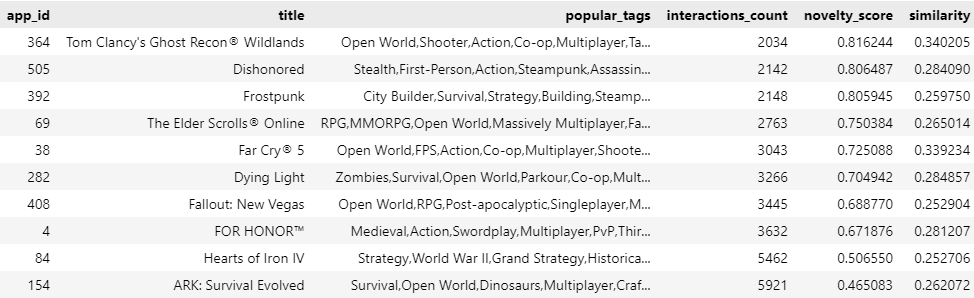 app_id title popular_tags interactions_count novelty_score similarity
364 Tom Clancy's Ghost Recon® Wildlands Open World,Shooter,Action,Co-op,Multiplayer,Ta... 2034 0.816244 0.340205
505 Dishonored Stealth,First-Person,Action,Steampunk,Assassin... 2142 0.806487 0.284090
392 Frostpunk City Builder,Survival,Strategy,Building,Steamp... 2148 0.805945 0.259750
69 The Elder Scrolls® Online RPG,MMORPG,Open World,Massively Multiplayer,Fa... 2763 0.750384 0.265014
38 Far Cry® 5 Open World,FPS,Action,Co-op,Multiplayer,Shoote... 3043 0.725088 0.339234
282 Dying Light Zombies,Survival,Open World,Parkour,Co-op,Mult... 3266 0.704942 0.284857
408 Fallout: New Vegas Open World,RPG,Post-apocalyptic,Singleplayer,M... 3445 0.688770 0.252904
4 FOR HONOR™ Medieval,Action,Swordplay,Multiplayer,PvP,Thir... 3632 0.671876 0.281207
84 Hearts of Iron IV Strategy,World War II,Grand Strategy,Historica... 5462 0.506550 0.252706
154 ARK: Survival Evolved Survival,Open World,Dinosaurs,Multiplayer,Craf... 5921 0.465083 0.262072